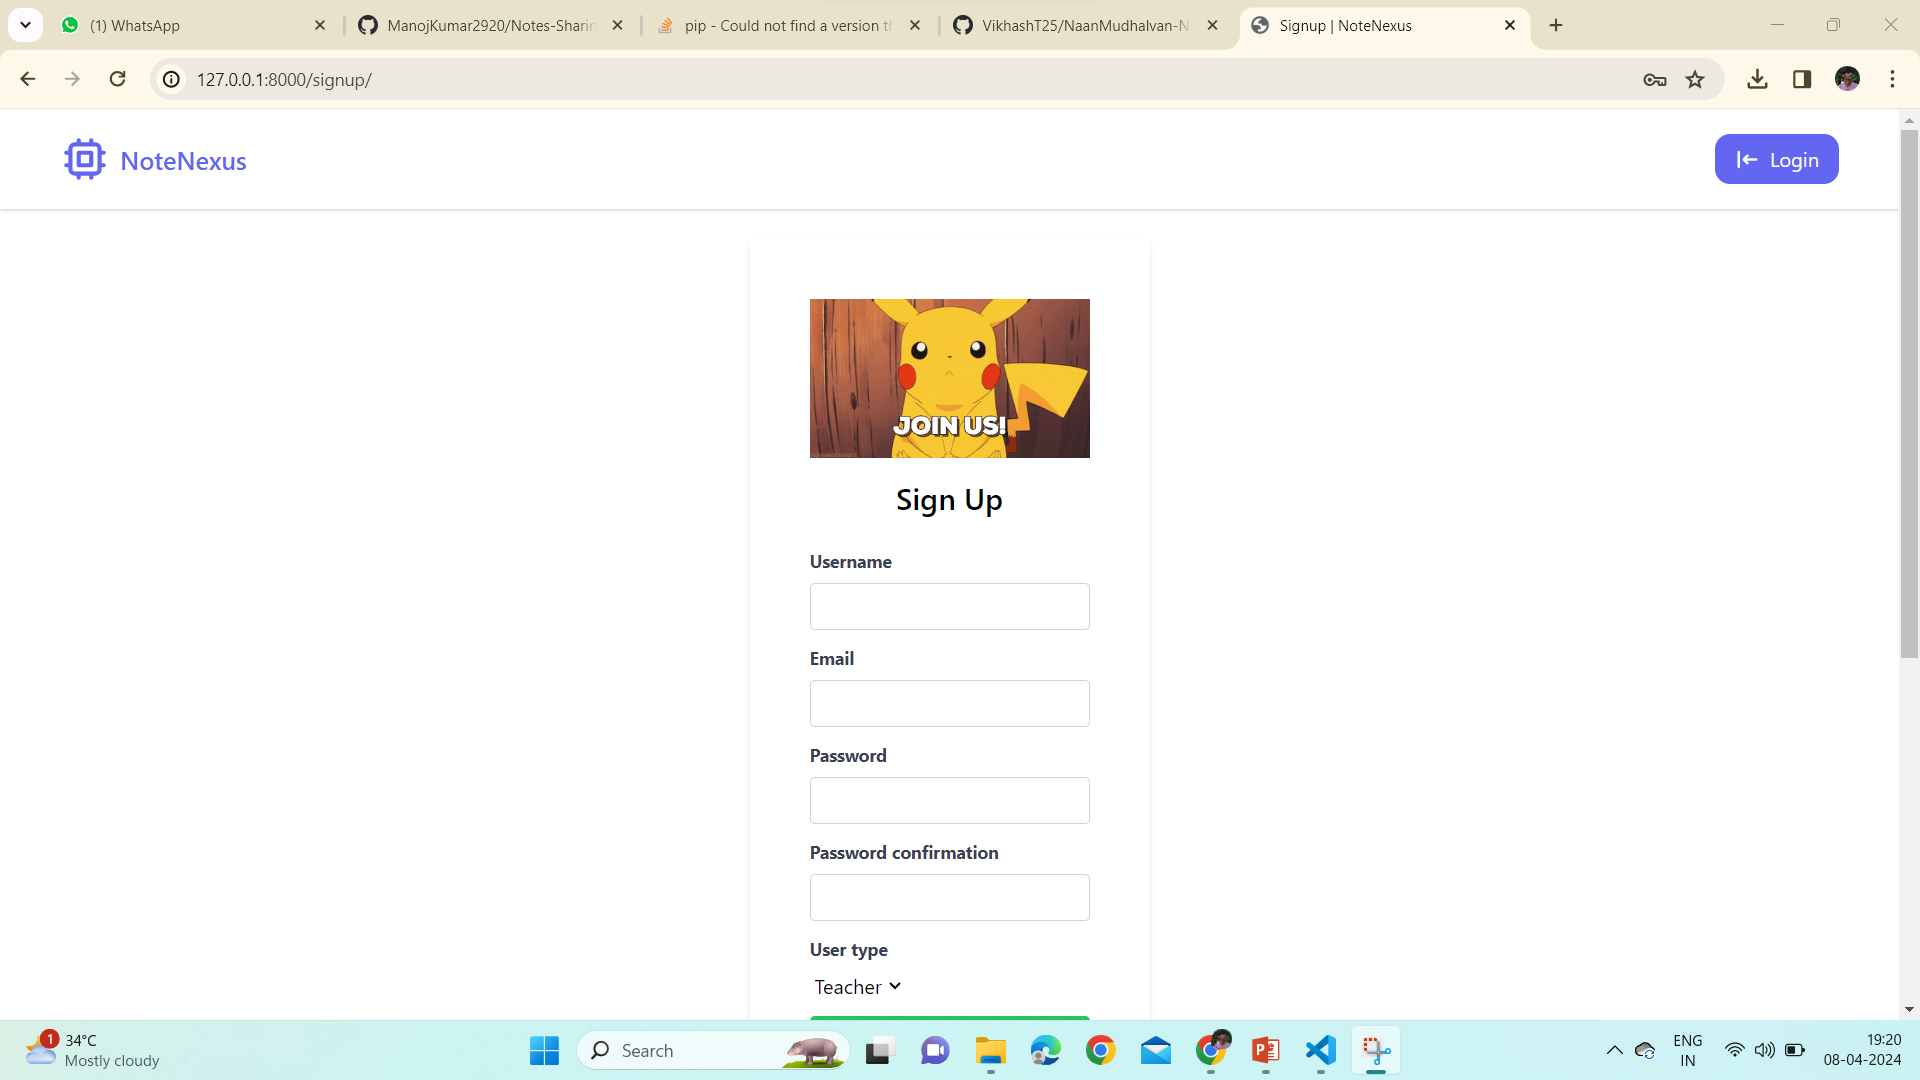 (1) WhatsApp
ManojKumar2920/Notes-Sharin
pip - Could not find a version th
VikhashT25/NaanMudhalvan-N
Signup | NoteNexus
127.0.0.1:8000/signup/
NoteNexus
Login
JOIN US!
Sign Up
Username
Email
Password
Password confirmation
User type
Teacher
1
34°C
Mostly cloudy
Search
ENG
IN
19:20
08-04-2024